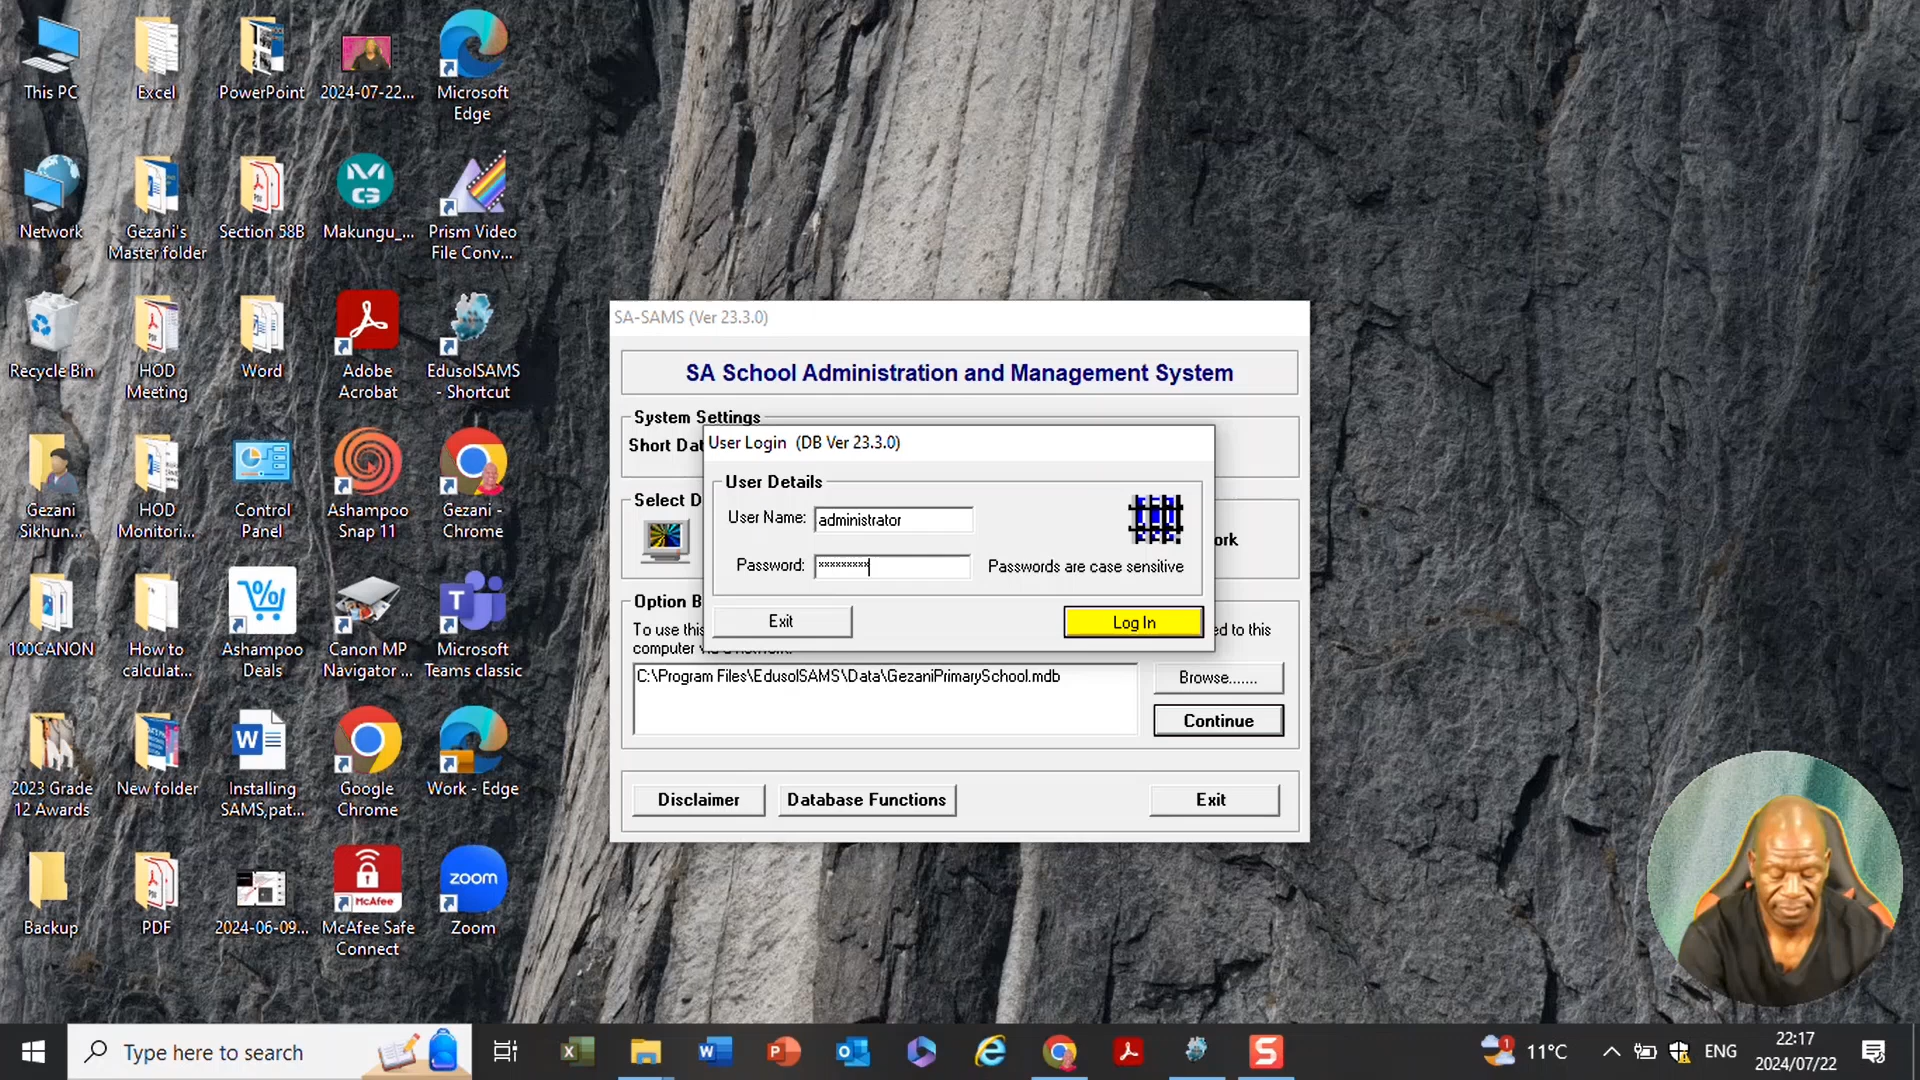 This PC
Excel
PowerPoint
2024-07-22...
Microsoft
Edge
Network
Gezani's
Master folder
Section 58B
Makungu_...
Prism Video
File Conv...
Recycle Bin
HOD
Meeting
Word
Adobe
Acrobat
EdusolSAMS
- Shortcut
Gezani
Sikhun...
HOD
Monitori...
Control
Panel
Ashampoo
Snap 11
Gezani -
Chrome
100CANON
How to
calculat...
Ashampoo
Deals
Canon MP
Navigator ...
Microsoft
Teams classic
2023 Grade
12 Awards
New folder
Installing
SAMS,pat...
Google
Chrome
Work - Edge
Backup
PDF
2024-06-09...
McAfee
McAfee Safe
Connect
zoom
Zoom
SA-SAMS (Ver 23.3.0)
SA School Administration and Management System
System Settings
Short Dat
User Login (DB Ver 23.3.0)
Select D
User Details
User Name: administrator
ork
Password: *********
Passwords are case sensitive
Option B
Exit
Log In
To use this
ed to this
computer via a network.
C:\Program Files\EdusolSAMS\Data\GezaniPrimarySchool.mdb
Browse.......
Continue
Disclaimer
Database Functions
Exit
Type here to search
1
11°C
ENG
22:17
2024/07/22